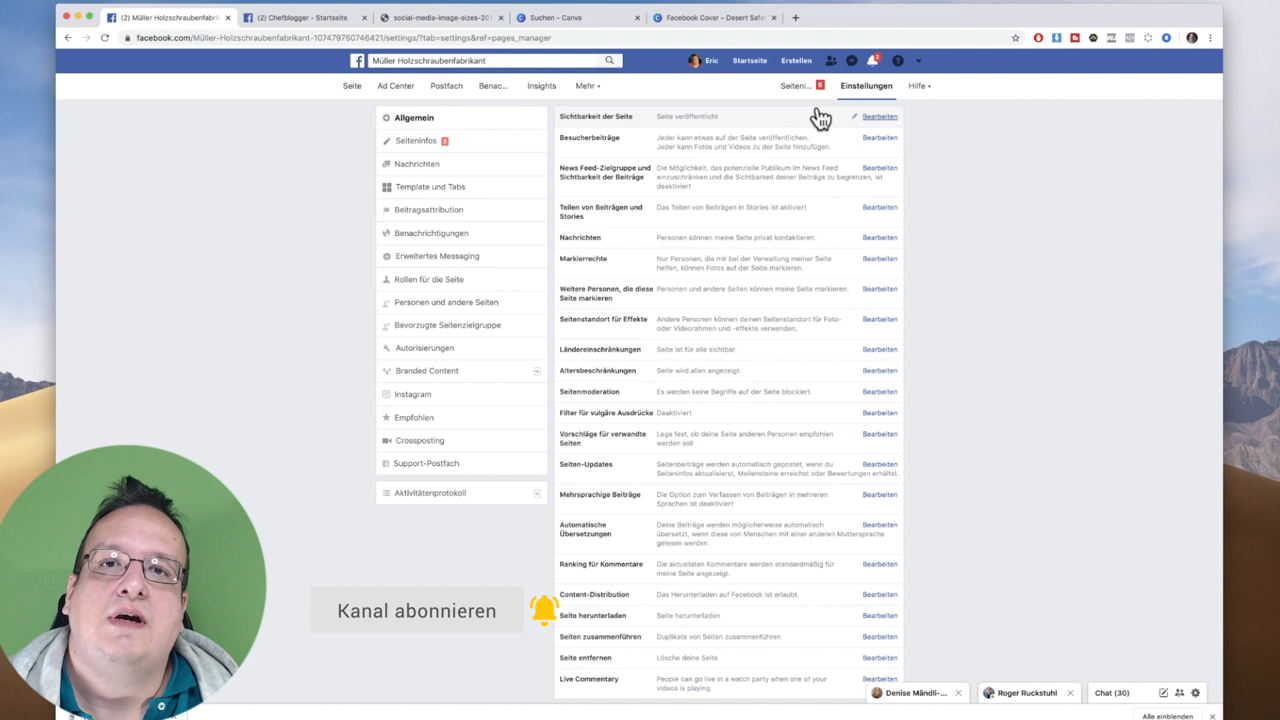 (2) Müller Holzschraubenfabrik
(2) Chefblogger - Startseite
social-media-image-sizes-201
Suchen – Canva
Facebook Cover – Desert Safa
facebook.com/Müller-Holzschraubenfabrikant-107479750746421/settings/?tab=settings&ref=pages_manager
Müller Holzschraubenfabrikant
Eric
Startseite
Erstellen
2
Seite
Ad Center
Postfach
Benac...
Insights
Mehr
Seiteni...
6
Einstellungen
Hilfe
Allgemein
Seiteninfos 6
Nachrichten
Template und Tabs
Beitragsattribution
Benachrichtigungen
Erweitertes Messaging
Rollen für die Seite
Personen und andere Seiten
Bevorzugte Seitenzielgruppe
Autorisierungen
Branded Content
Instagram
Empfohlen
Crossposting
Support-Postfach
Aktivitätenprotokoll
Sichtbarkeit der Seite Seite veröffentlicht Bearbeiten
Besucherbeiträge Jeder kann etwas auf der Seite veröffentlichen. Bearbeiten
Jeder kann Fotos und Videos zu der Seite hinzufügen.
News Feed-Zielgruppe und Die Möglichkeit, das potenzielle Publikum im News Feed Bearbeiten
Sichtbarkeit der Beiträge einzuschränken und die Sichtbarkeit deiner Beiträge zu begrenzen, ist
deaktiviert
Teilen von Beiträgen und Das Teilen von Beiträgen in Stories ist aktiviert Bearbeiten
Stories
Nachrichten Personen können meine Seite privat kontaktieren. Bearbeiten
Markierrechte Nur Personen, die mir bei der Verwaltung meiner Seite Bearbeiten
helfen, können Fotos auf der Seite markieren.
Weitere Personen, die diese Personen und andere Seiten können meine Seite markieren. Bearbeiten
Seite markieren
Seitenstandort für Effekte Andere Personen können deinen Seitenstandort für Foto- Bearbeiten
oder Videorahmen und -effekte verwenden.
Ländereinschränkungen Seite ist für alle sichtbar. Bearbeiten
Altersbeschränkungen Seite wird allen angezeigt. Bearbeiten
Seitenmoderation Es werden keine Begriffe auf der Seite blockiert. Bearbeiten
Filter für vulgäre Ausdrücke Deaktiviert Bearbeiten
Vorschläge für verwandte Lege fest, ob deine Seite anderen Personen empfohlen Bearbeiten
Seiten werden soll
Seiten-Updates Seitenbeiträge werden automatisch gepostet, wenn du Bearbeiten
Seiteninfos aktualisierst, Meilensteine erreichst oder Bewertungen erhältst.
Mehrsprachige Beiträge Die Option zum Verfassen von Beiträgen in mehreren Bearbeiten
Sprachen ist deaktiviert
Automatische Deine Beiträge werden möglicherweise automatisch Bearbeiten
Übersetzungen übersetzt, wenn diese von Menschen mit einer anderen Muttersprache
gelesen werden
Ranking für Kommentare Die aktuellsten Kommentare werden standardmäßig für Bearbeiten
meine Seite angezeigt.
Content-Distribution Das Herunterladen auf Facebook ist erlaubt. Bearbeiten
Seite herunterladen Seite herunterladen Bearbeiten
Seiten zusammenführen Duplikate von Seiten zusammenführen Bearbeiten
Seite entfernen Lösche deine Seite Bearbeiten
Live Commentary People can go live in a watch party when one of your Bearbeiten
videos is playing.
Kanal abonnieren
Denise Mändli-...
Roger Ruckstuhl
Chat (30)
Alle einblenden